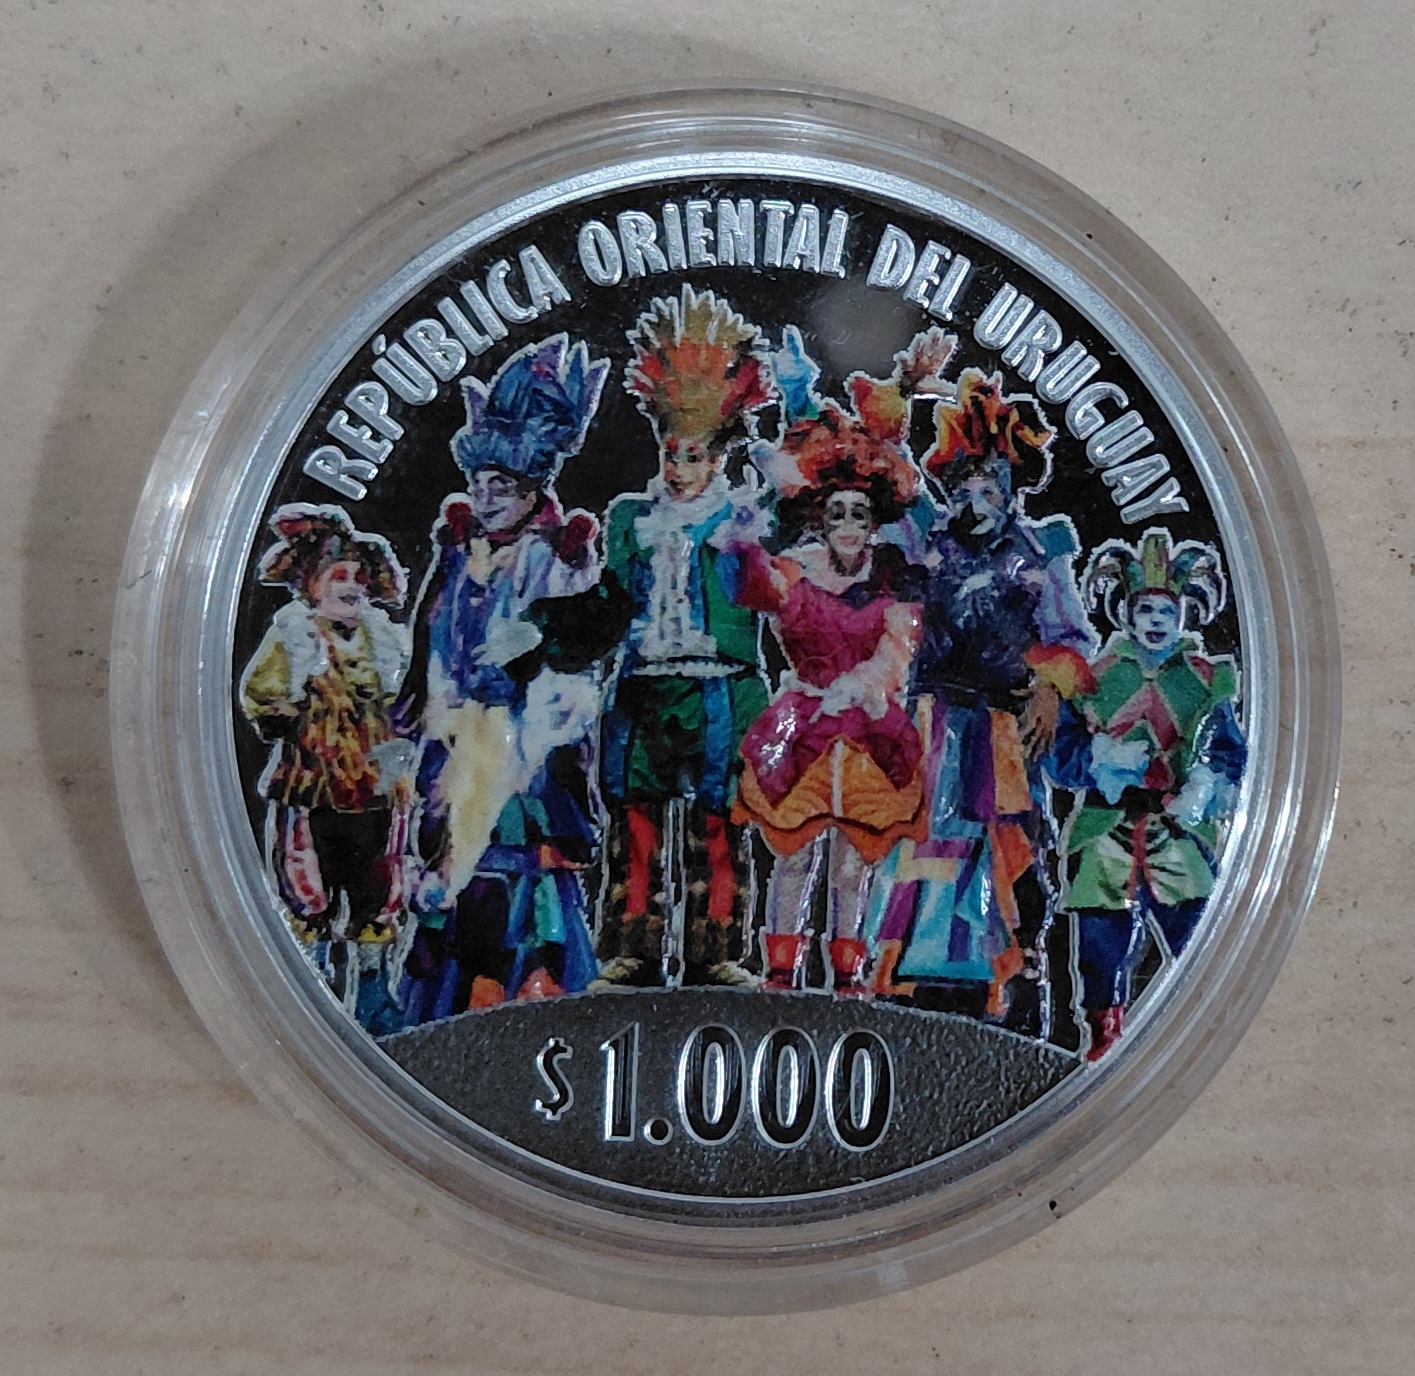 REPÚBLICA ORIENTAL DEL URUGUAY
$ 1.000